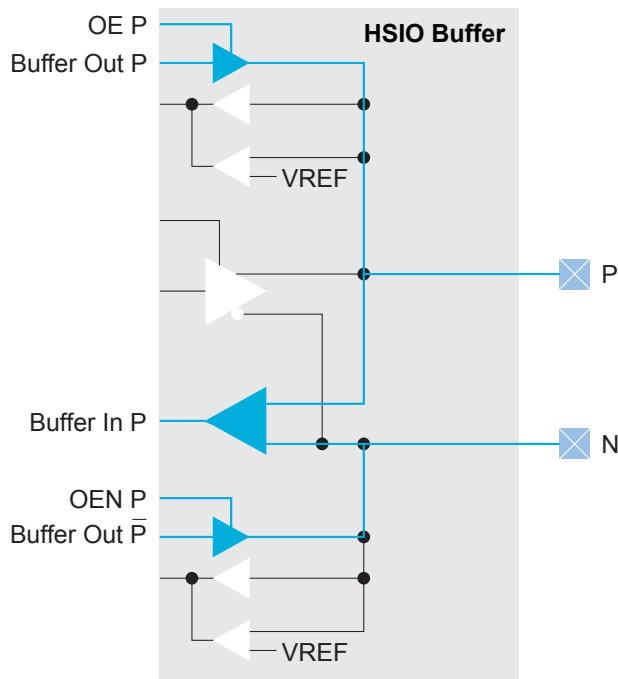 OE P
HSIO Buffer
Buffer Out P
VREF
P
Buffer In P
N
OEN P
Buffer Out P̅
VREF